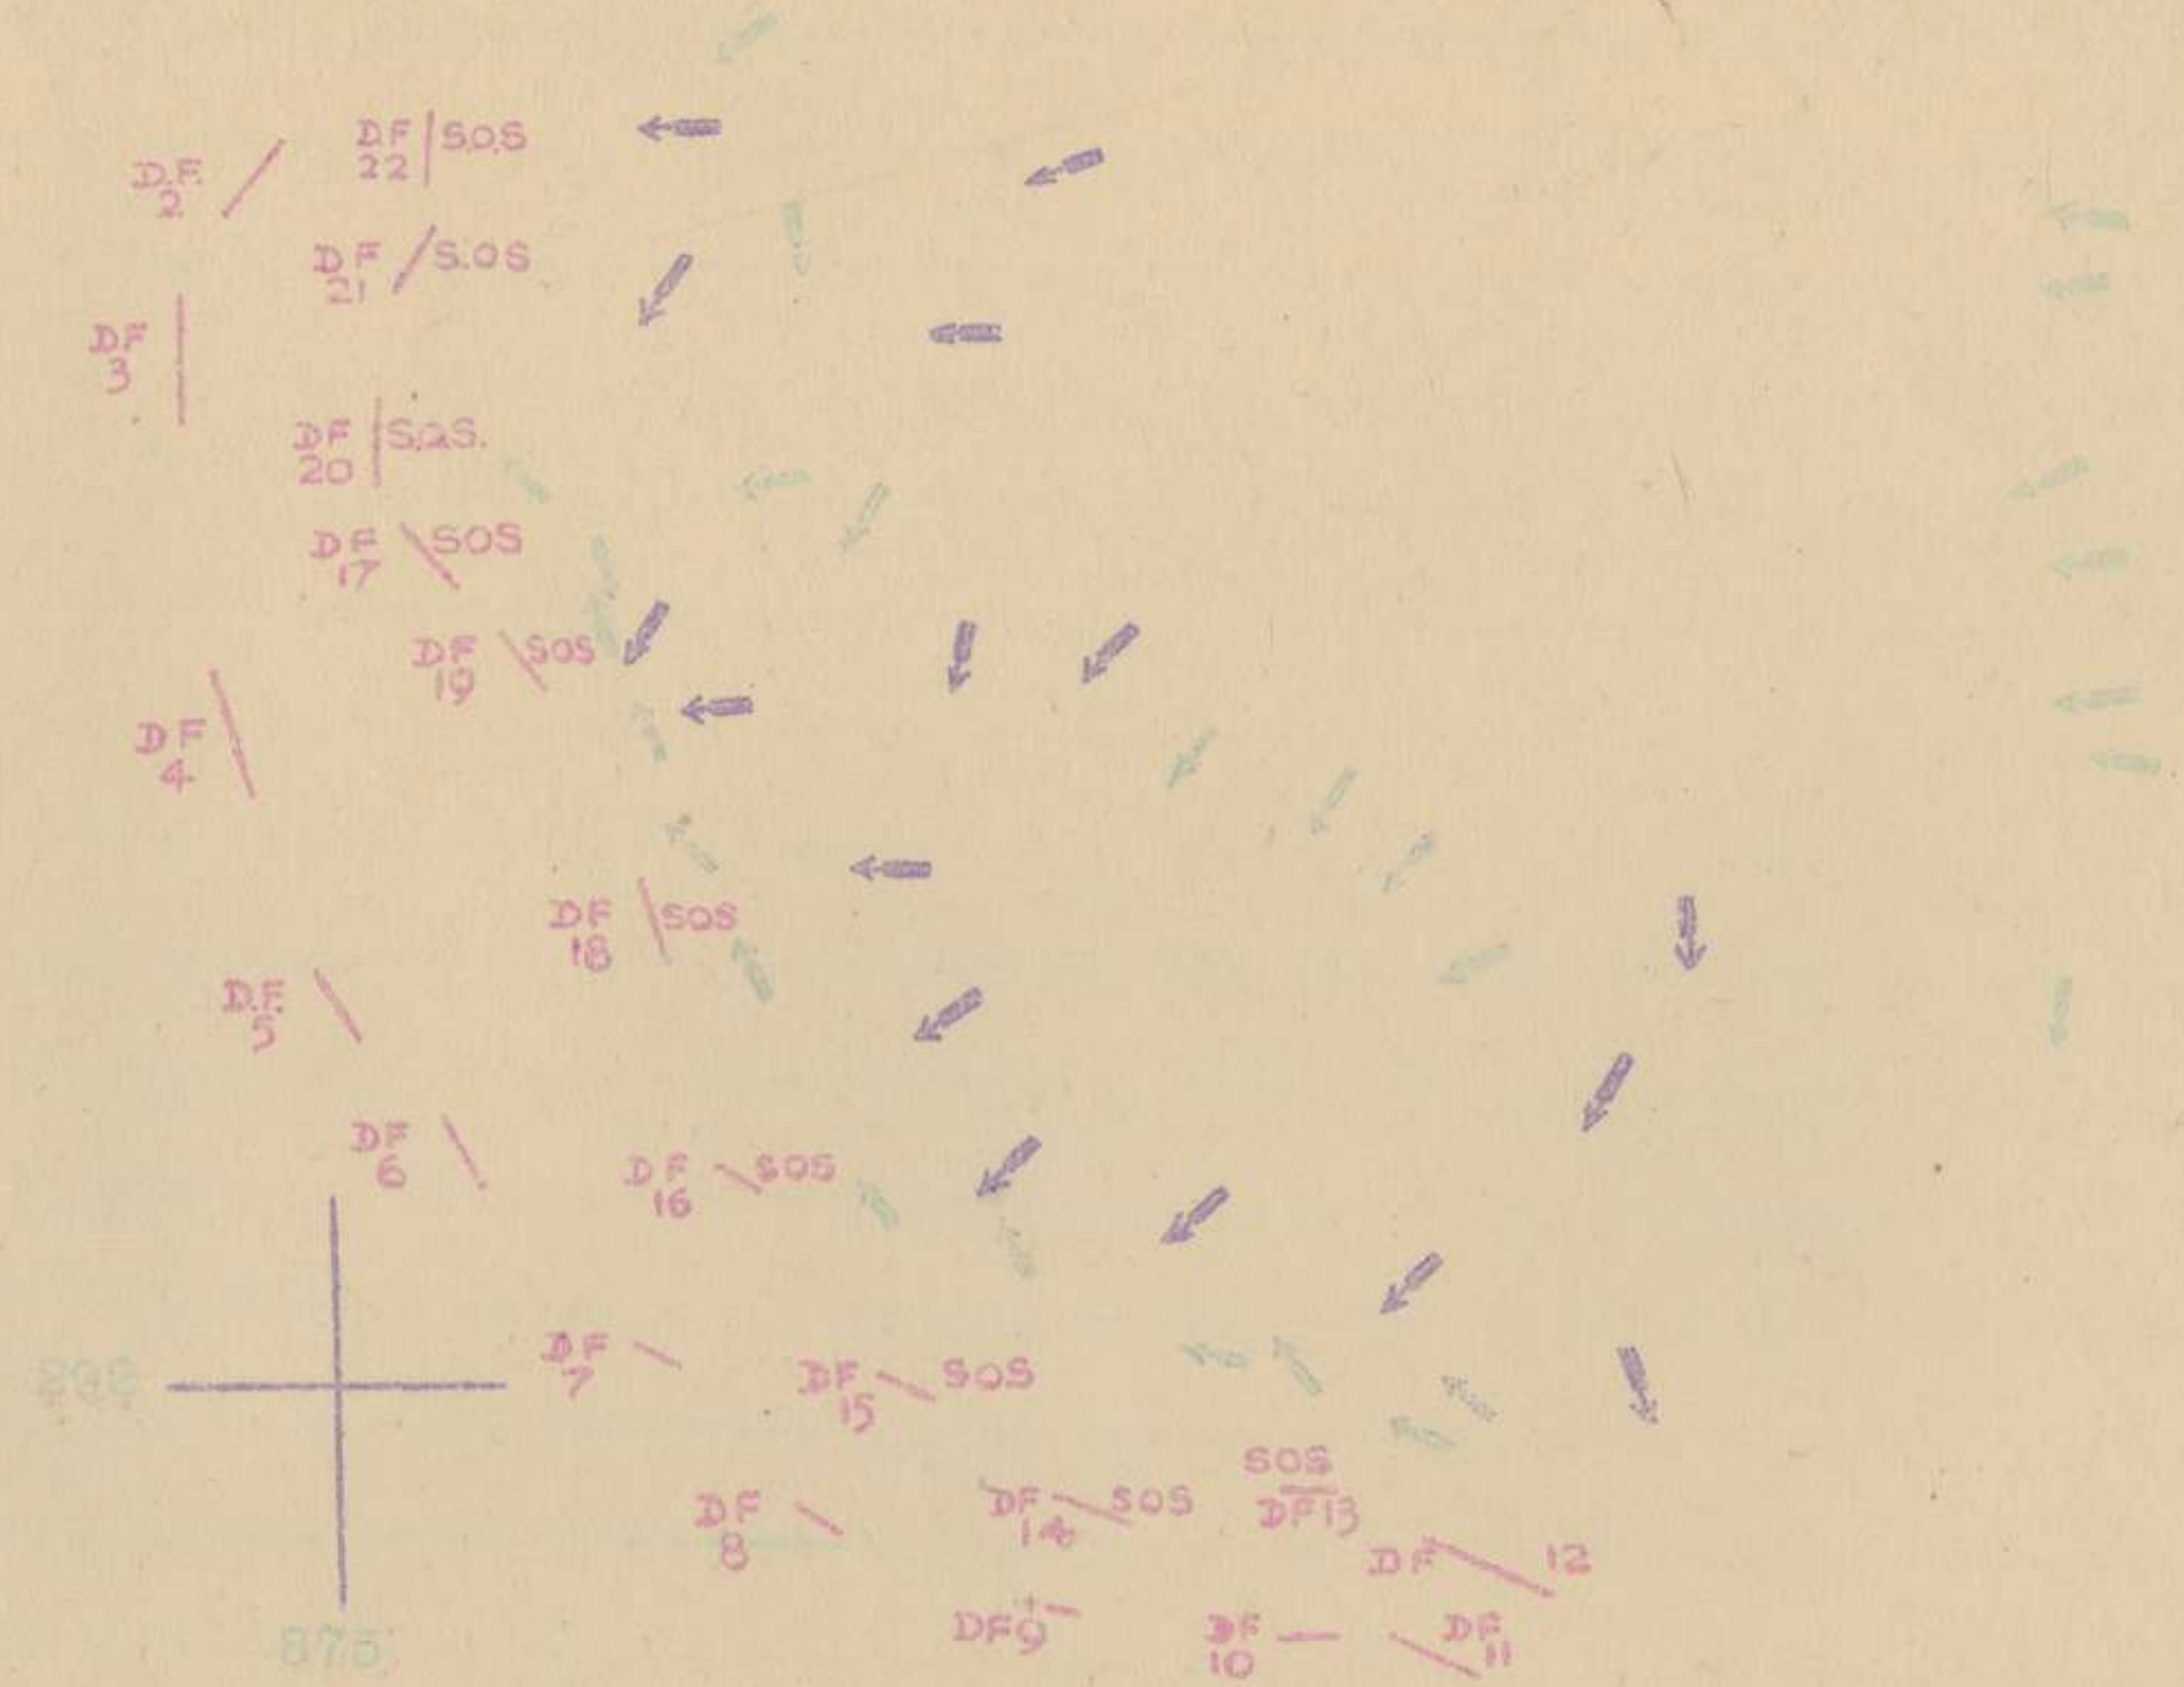 DF 22 S.O.S
D.F. 2
DF 21 S.OS
DF 3
DF 20 S.O.S.
DF 17 SOS
DF 19 SOS
DF 4
DF 18 SOS
D.F. 5
DF 6
DF 16 SOS
DF 7
DF 15 SOS
SOS
DF 13
DF 8
DF 14 SOS
DF 12
DF 9
DF 10
DF 11
875